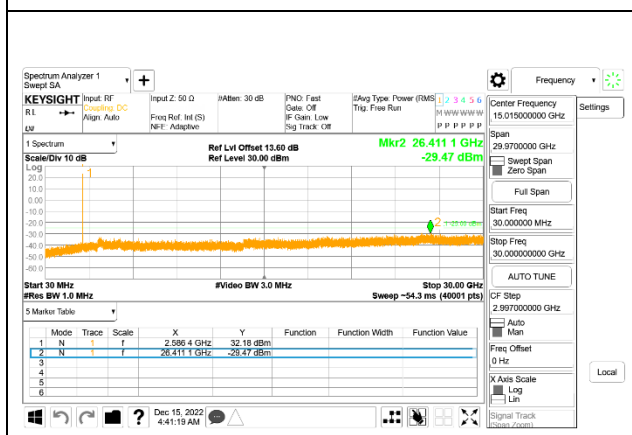 Spectrum Analyzer 1
Swept SA
+
Frequency
Settings
KEYSIGHT
RL
Input: RF
Coupling: DC
Align: Auto
Input Z: 50 Ω
Freq Ref: Int (S)
NFE: Adaptive
#Atten: 30 dB
PNO: Fast
Gate: Off
IF Gain: Low
Sig Track: Off
#Avg Type: Power (RMS
Trig: Free Run
1 2 3 4 5 6
M W W W W W
P P P P P P
1 Spectrum
Scale/Div 10 dB
Ref Lvl Offset 13.60 dB
Ref Level 30.00 dBm
Mkr2 26.411 1 GHz
-29.47 dBm
Log
1
20.0
10.0
0.00
-10.0
-20.0
-30.0
-40.0
-50.0
-60.0
2
Start 30 MHz
#Res BW 1.0 MHz
#Video BW 3.0 MHz
Stop 30.00 GHz
Sweep ~54.3 ms (40001 pts)
5 Marker Table
Mode Trace Scale X Y Function Function Width Function Value
1 N 1 f 2.586 4 GHz 32.18 dBm
2 N 1 f 26.411 1 GHz -29.47 dBm
3
4
5
6
Dec 15, 2022
4:41:19 AM
?
Center Frequency
15.015000000 GHz
Span
29.9700000 GHz
Swept Span
Zero Span
Full Span
Start Freq
30.000000 MHz
Stop Freq
30.000000000 GHz
AUTO TUNE
CF Step
2.997000000 GHz
Auto
Man
Freq Offset
0 Hz
X Axis Scale
Log
Lin
Signal Track
(Span Zoom)
Local